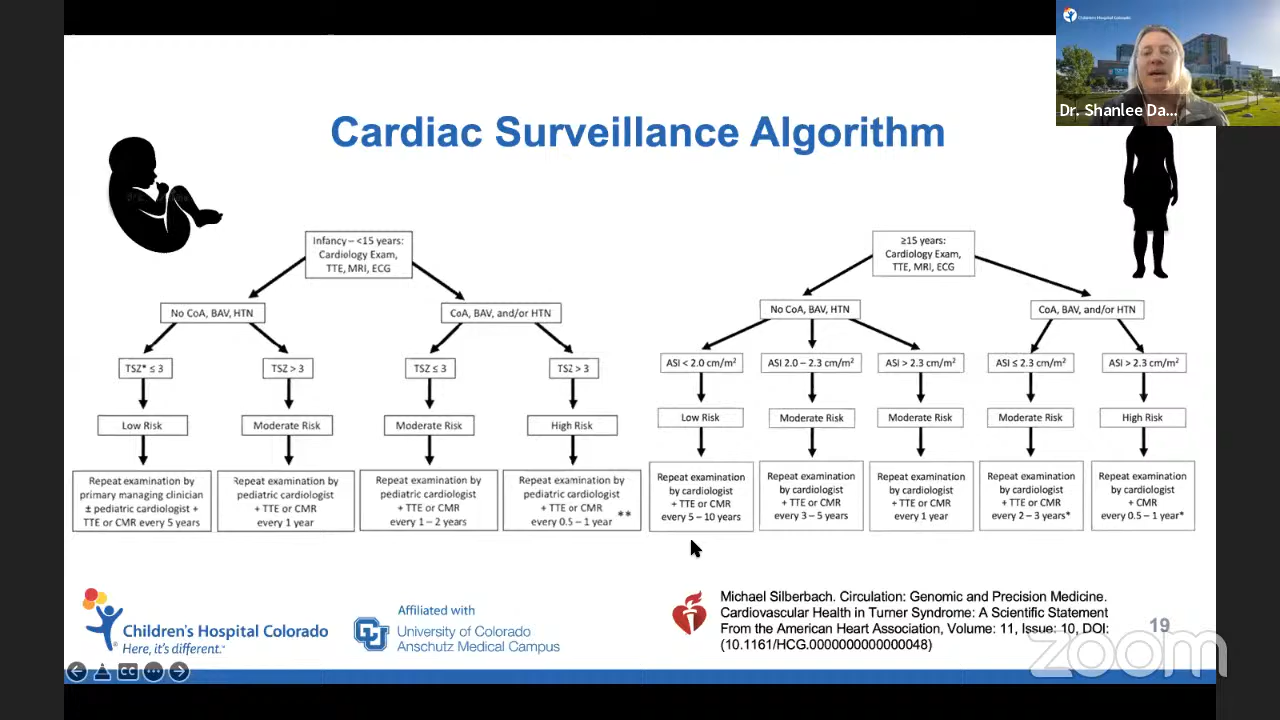 Children's Hospital Colorado
Dr. Shanlee Da...
Cardiac Surveillance Algorithm
Infancy – <15 years:
Cardiology Exam,
TTE, MRI, ECG
No CoA, BAV, HTN
CoA, BAV, and/or HTN
TSZ* ≤ 3
TSZ > 3
TSZ ≤ 3
TSZ > 3
Low Risk
Moderate Risk
Moderate Risk
High Risk
Repeat examination by
primary managing clinician
± pediatric cardiologist +
TTE or CMR every 5 years
Repeat examination by
pediatric cardiologist
+ TTE or CMR
every 1 year
Repeat examination by
pediatric cardiologist
+ TTE or CMR
every 1 – 2 years
Repeat examination by
pediatric cardiologist
+ TTE or CMR
every 0.5 – 1 year **
≥15 years:
Cardiology Exam,
TTE, MRI, ECG
No CoA, BAV, HTN
CoA, BAV, and/or HTN
ASI < 2.0 cm/m²
ASI 2.0 – 2.3 cm/m²
ASI > 2.3 cm/m²
ASI ≤ 2.3 cm/m²
ASI > 2.3 cm/m²
Low Risk
Moderate Risk
Moderate Risk
Moderate Risk
High Risk
Repeat examination
by cardiologist
+ TTE or CMR
every 5 – 10 years
Repeat examination
by cardiologist
+ TTE or CMR
every 3 – 5 years
Repeat examination
by cardiologist
+ TTE or CMR
every 1 year
Repeat examination
by cardiologist
+ TTE or CMR
every 2 – 3 years*
Repeat examination
by cardiologist
+ TTE or CMR
every 0.5 – 1 year*
Children's Hospital Colorado
Here, it's different.™
Affiliated with
University of Colorado
Anschutz Medical Campus
Michael Silberbach. Circulation: Genomic and Precision Medicine.
Cardiovascular Health in Turner Syndrome: A Scientific Statement
From the American Heart Association, Volume: 11, Issue: 10, DOI:
(10.1161/HCG.0000000000000048)
19
zoom
CC